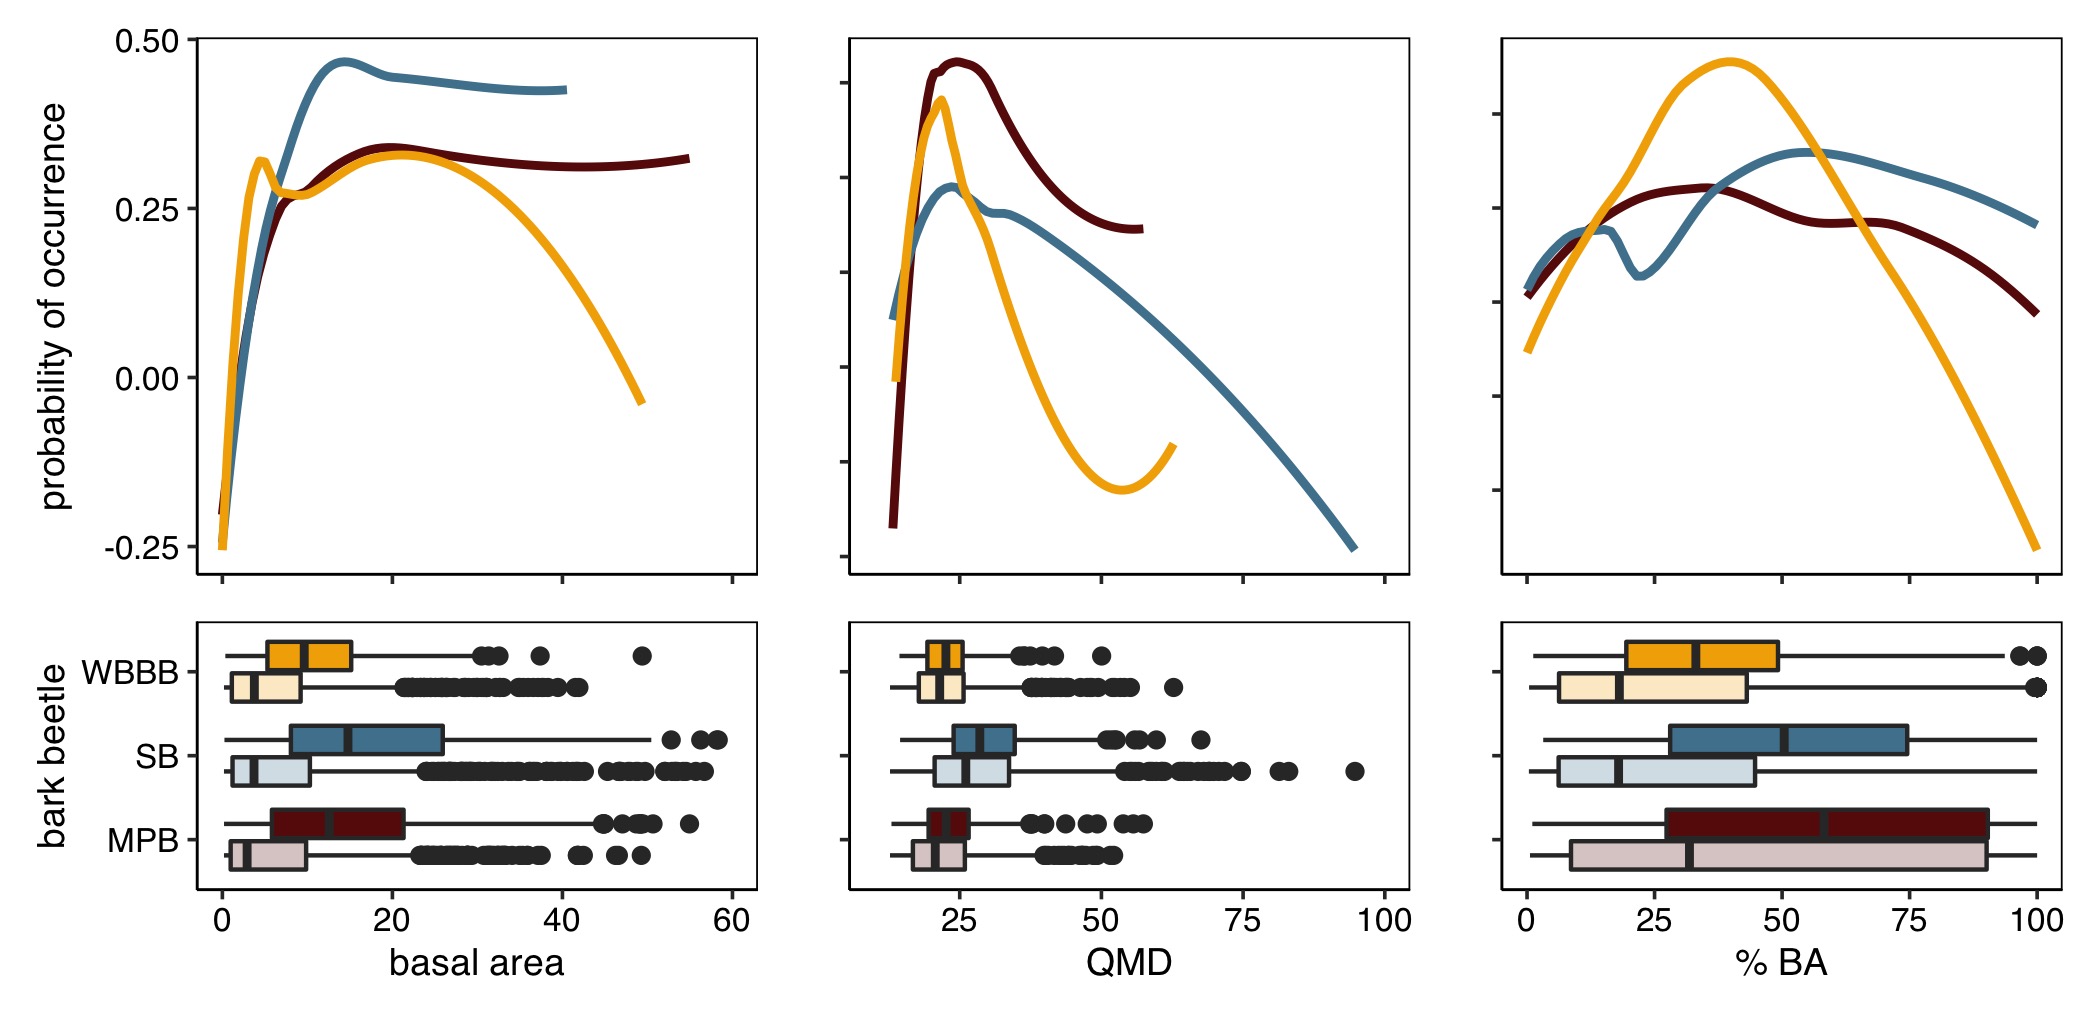 probability of occurrence
0.50
0.25
0.00
-0.25
bark beetle
WBBB
SB
MPB
0 20 40 60
25 50 75 100
0 25 50 75 100
basal area
QMD
% BA